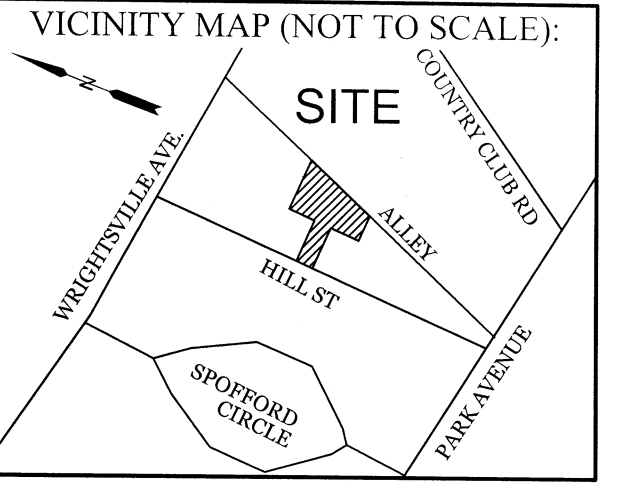 VICINITY MAP (NOT TO SCALE):
N
SITE
COUNTRY CLUB RD
WRIGHTSVILLE AVE.
ALLEY
HILL ST
SPOFFORD
CIRCLE
PARK AVENUE